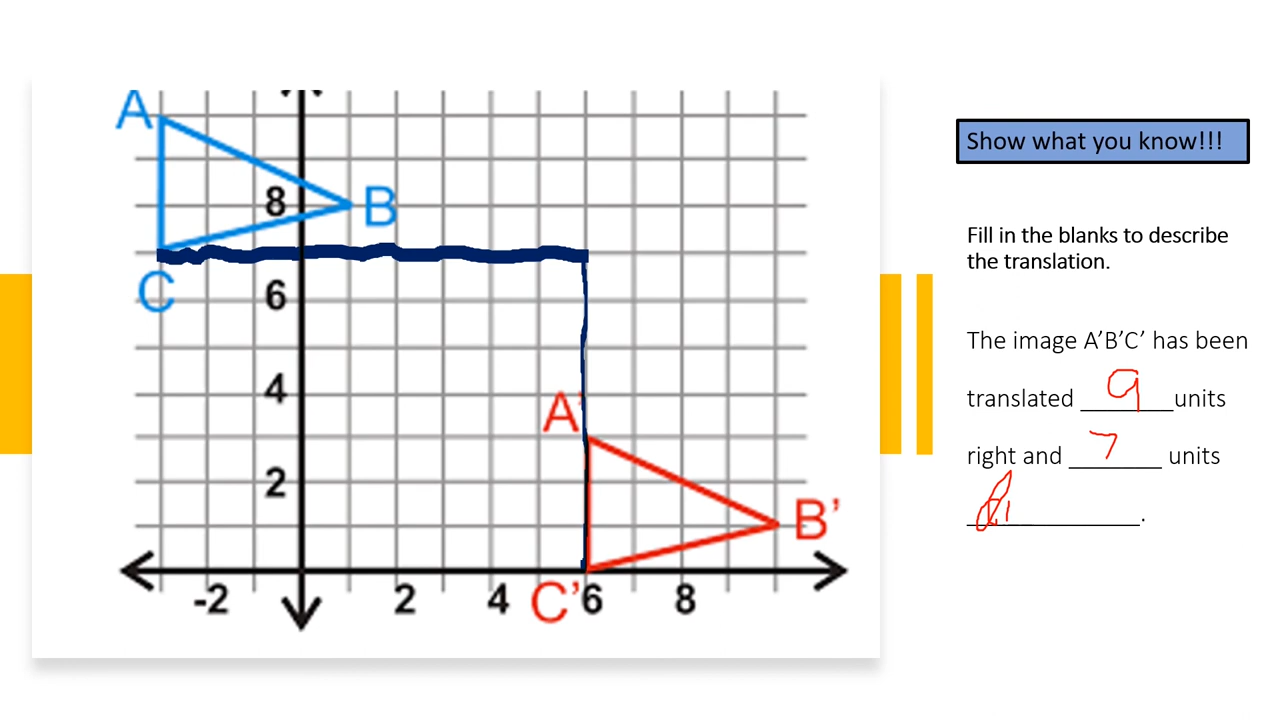 A
8
B
Show what you know!!!
Fill in the blanks to describe
the translation.
C
6
The image A’B’C’ has been
4
translated 9 units
A'
right and 7 units
2
B’
.
-2
2
4
C’
6
8